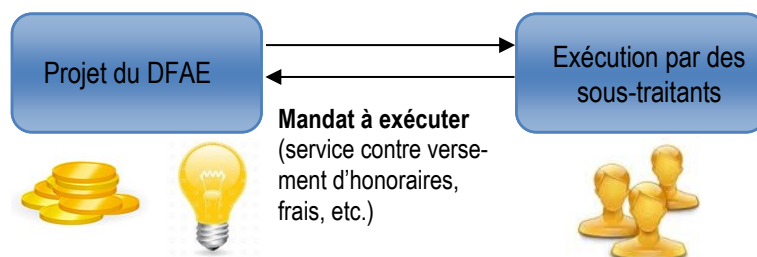 Projet du DFAE
Exécution par des
sous-traitants
Mandat à exécuter
(service contre verse-
ment d’honoraires,
frais, etc.)